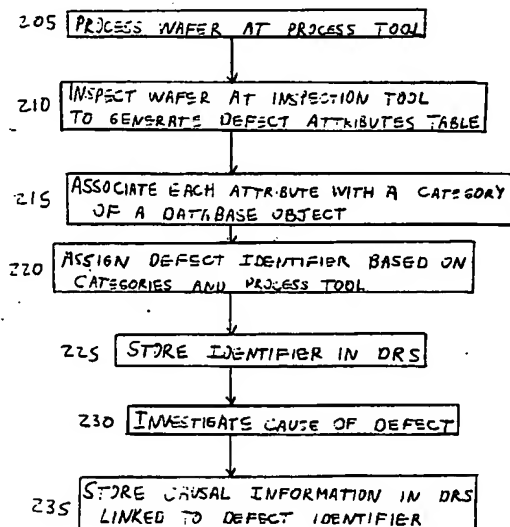 205 PROCESS WAFER AT PROCESS TOOL
210 INSPECT WAFER AT INSPECTION TOOL
TO GENERATE DEFECT ATTRIBUTES TABLE
215 ASSOCIATE EACH ATTRIBUTE WITH A CATEGORY
OF A DATABASE OBJECT
220 ASSIGN DEFECT IDENTIFIER BASED ON
CATEGORIES AND PROCESS TOOL
225 STORE IDENTIFIER IN DRS
230 INVESTIGATE CAUSE OF DEFECT
235 STORE CAUSAL INFORMATION IN DRS
LINKED TO DEFECT IDENTIFIER